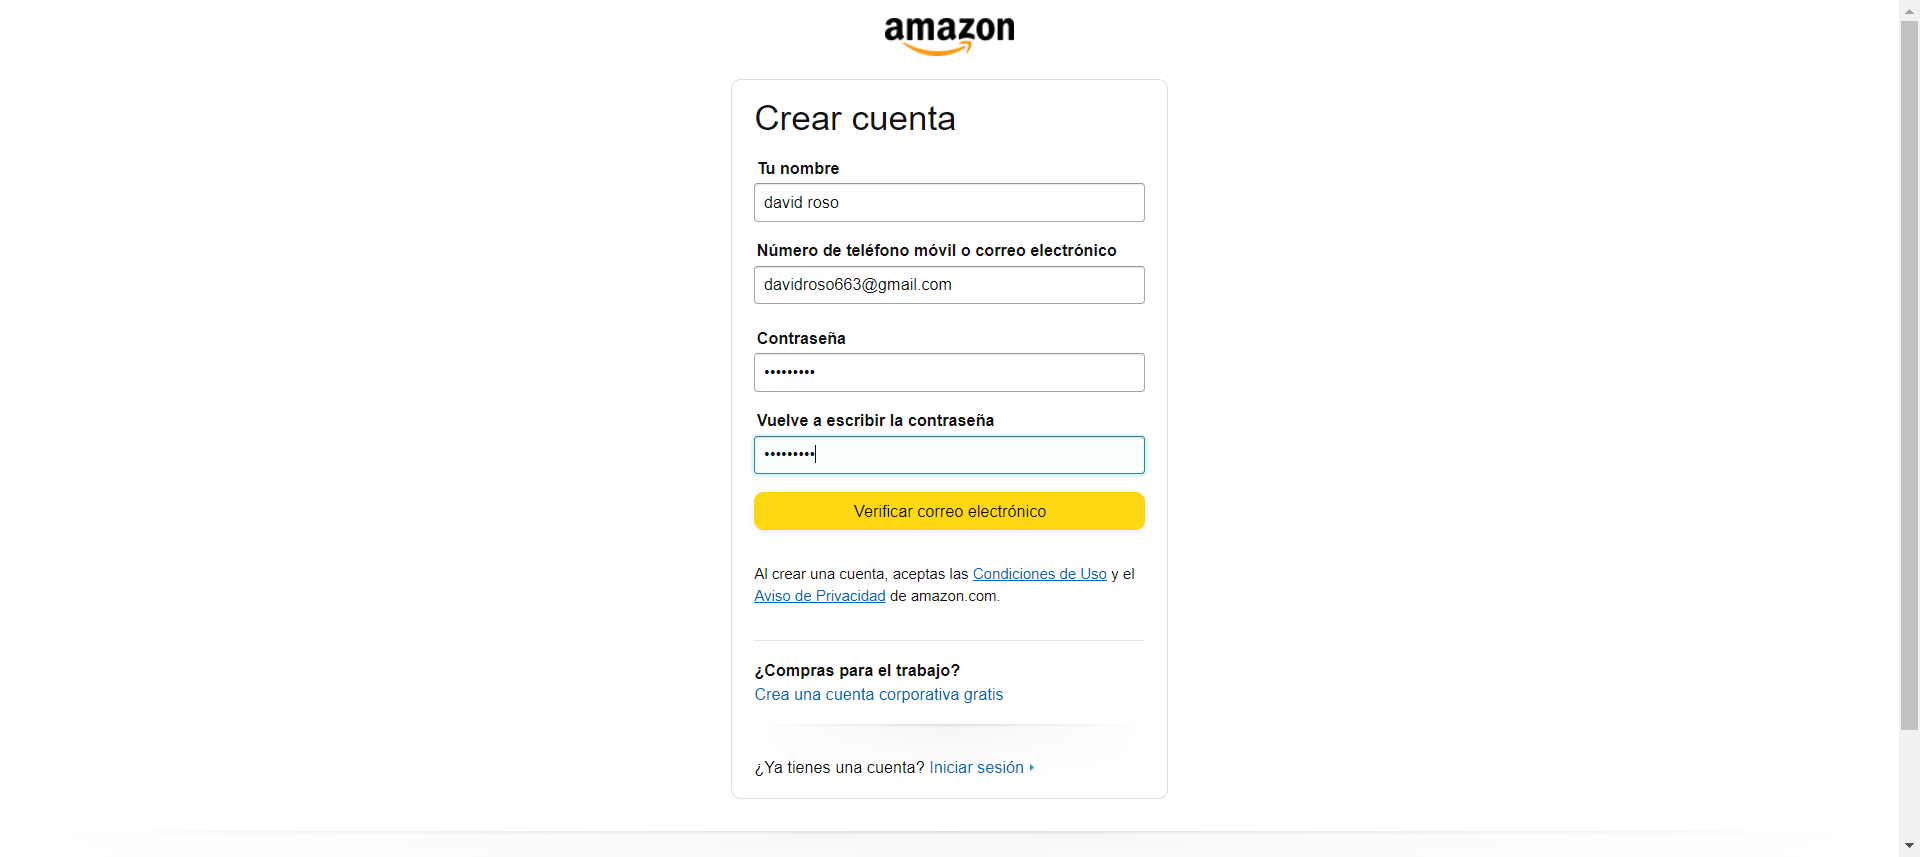 amazon
Crear cuenta
Tu nombre
david roso
Número de teléfono móvil o correo electrónico
davidroso663@gmail.com
Contraseña
•••••••••
Vuelve a escribir la contraseña
•••••••••
Verificar correo electrónico
Al crear una cuenta, aceptas las Condiciones de Uso y el
Aviso de Privacidad de amazon.com.
¿Compras para el trabajo?
Crea una cuenta corporativa gratis
¿Ya tienes una cuenta? Iniciar sesión